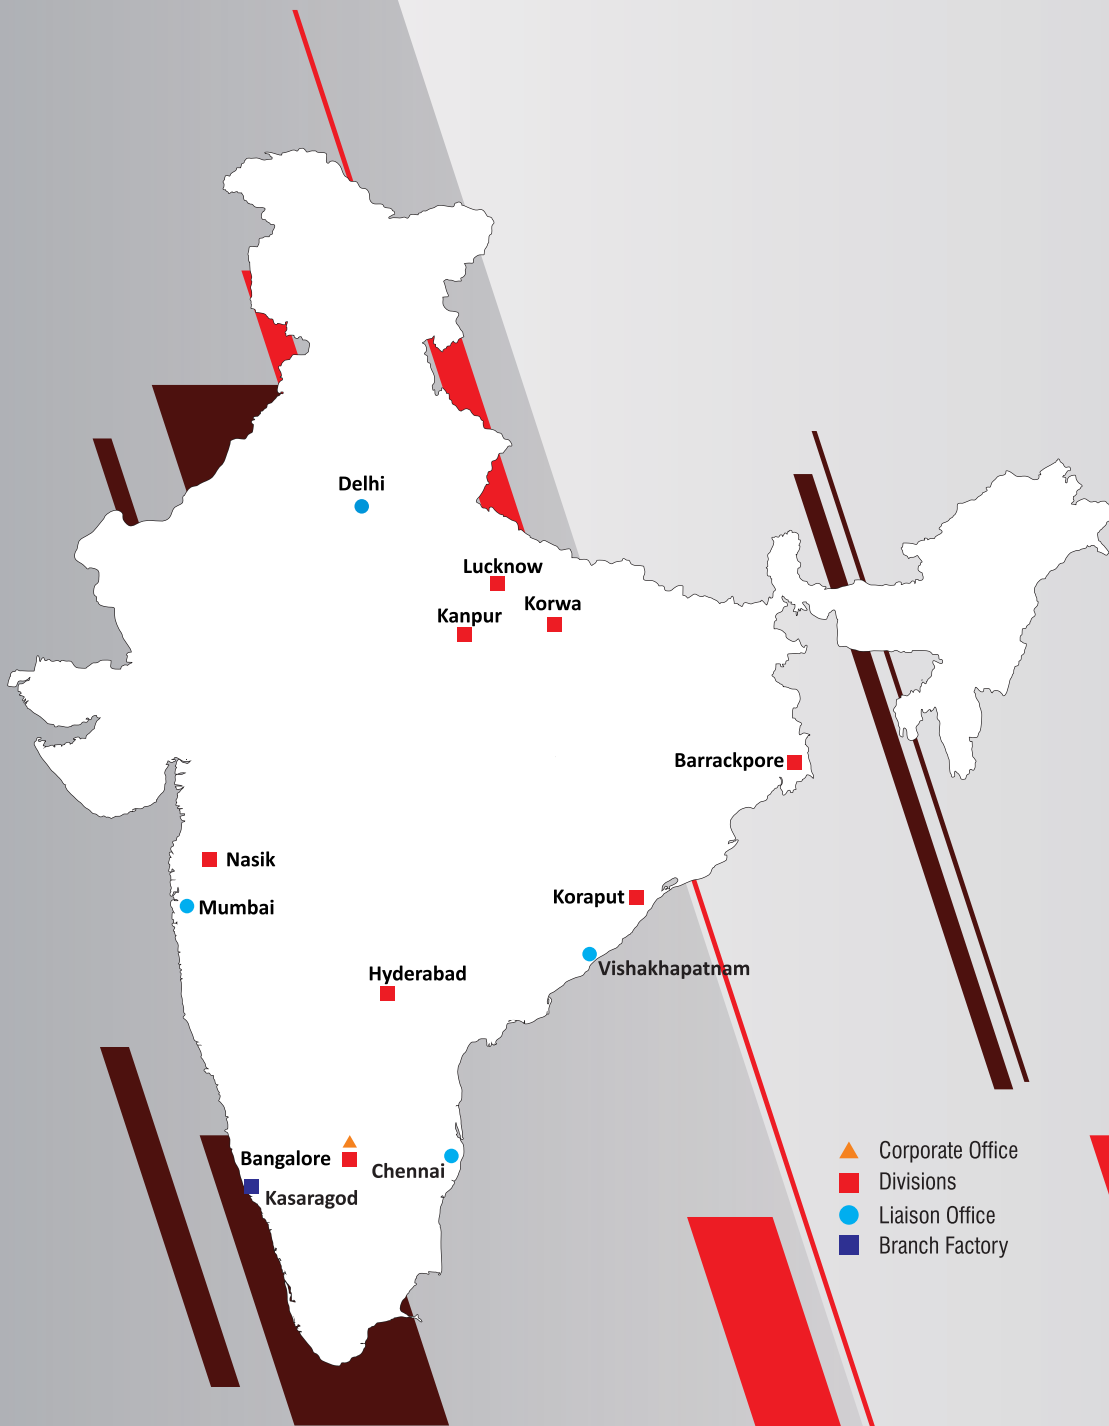 Delhi
Lucknow
Korwa
Kanpur
Barrackpore
Nasik
Koraput
Mumbai
Vishakhapatnam
Hyderabad
Bangalore
Chennai
Kasaragod
Corporate Office
Divisions
Liaison Office
Branch Factory